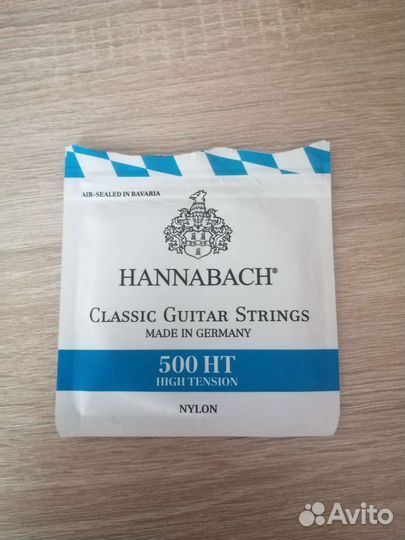 AIR-SEALED IN BAVARIA
HANNABACH®
CLASSIC GUITAR STRINGS
MADE IN GERMANY
500 HT
HIGH TENSION
NYLON
Avito